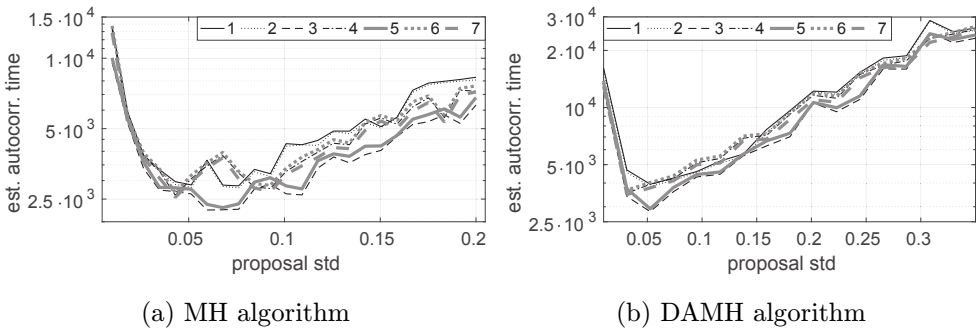 1.5·10⁴
1.0·10⁴
5·10³
2.5·10³
est. autocorr. time
1 2 3 4 5 6 7
0.05 0.1 0.15 0.2
proposal std
(a) MH algorithm
3·10⁴
2·10⁴
10⁴
5·10³
2.5·10³
est. autocorr. time
1 2 3 4 5 6 7
0.05 0.1 0.15 0.2 0.25 0.3
proposal std
(b) DAMH algorithm